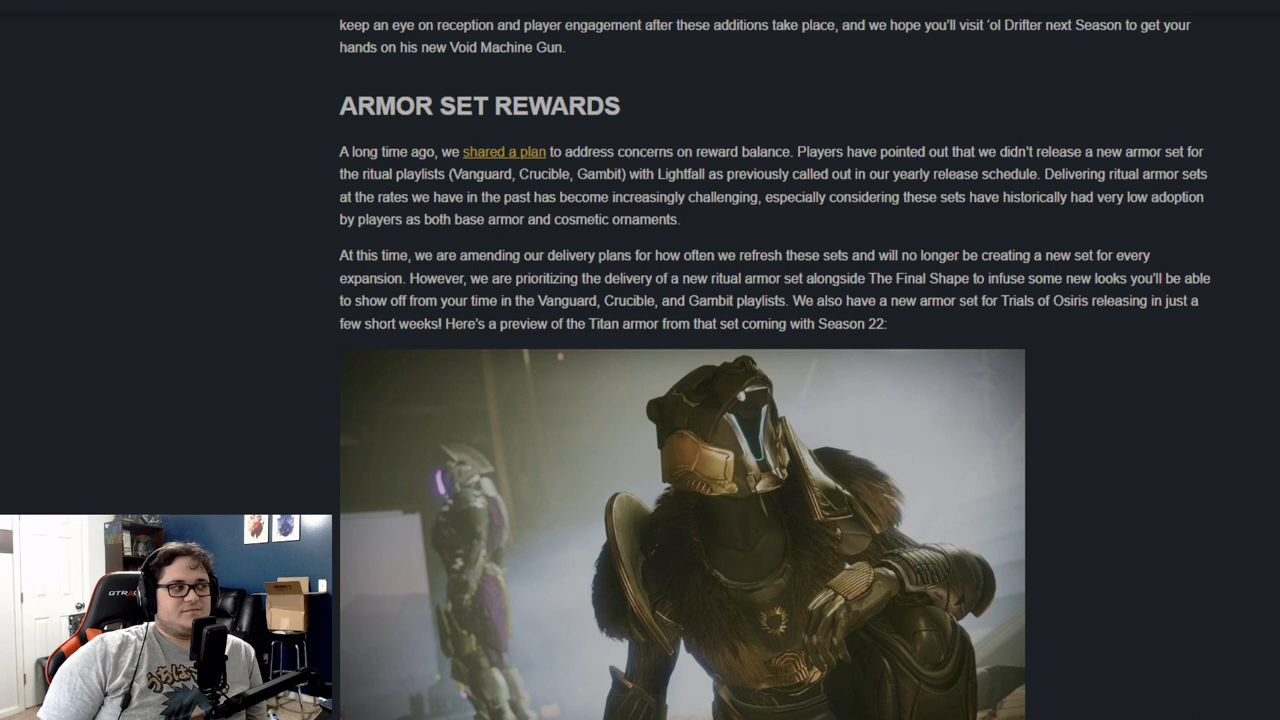 keep an eye on reception and player engagement after these additions take place, and we hope you'll visit ‘ol Drifter next Season to get your
hands on his new Void Machine Gun.
ARMOR SET REWARDS
A long time ago, we shared a plan to address concerns on reward balance. Players have pointed out that we didn’t release a new armor set for
the ritual playlists (Vanguard, Crucible, Gambit) with Lightfall as previously called out in our yearly release schedule. Delivering ritual armor sets
at the rates we have in the past has become increasingly challenging, especially considering these sets have historically had very low adoption
by players as both base armor and cosmetic ornaments.
At this time, we are amending our delivery plans for how often we refresh these sets and will no longer be creating a new set for every
expansion. However, we are prioritizing the delivery of a new ritual armor set alongside The Final Shape to infuse some new looks you’ll be able
to show off from your time in the Vanguard, Crucible, and Gambit playlists. We also have a new armor set for Trials of Osiris releasing in just a
few short weeks! Here’s a preview of the Titan armor from that set coming with Season 22:
GTRA
うちは